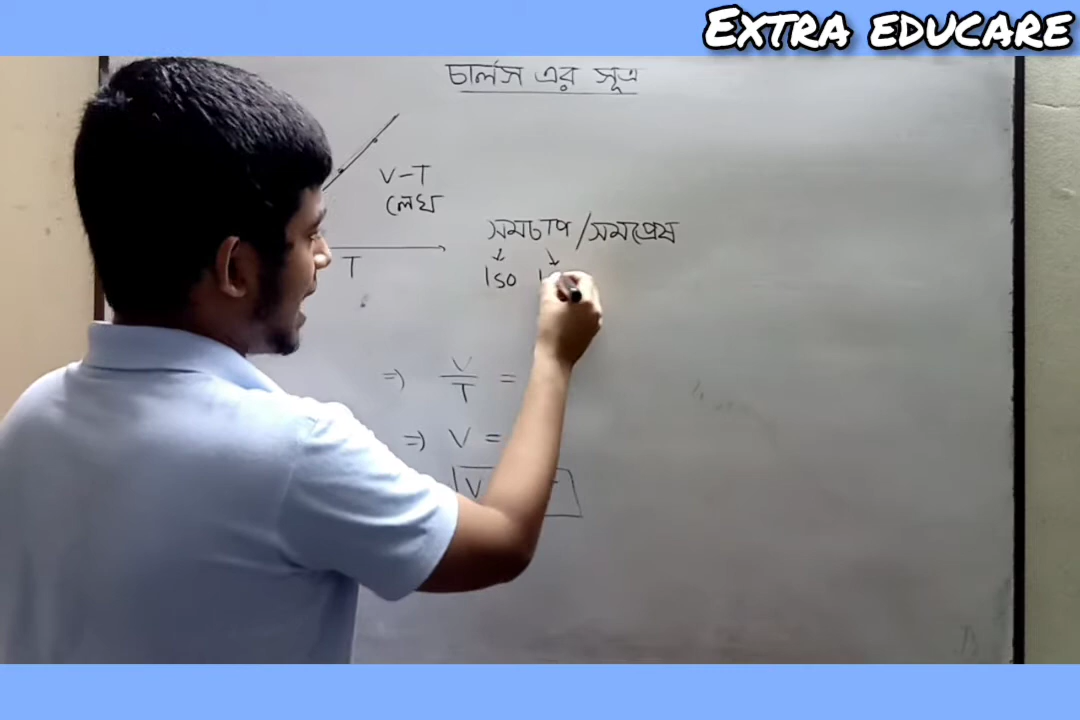 EXTRA EDUCARE
চার্লস এর সূত্র
V-T
লেখ
T
সমচাপ/সমপ্রেষ
Iso
⇒ V/T =
⇒ V =
V